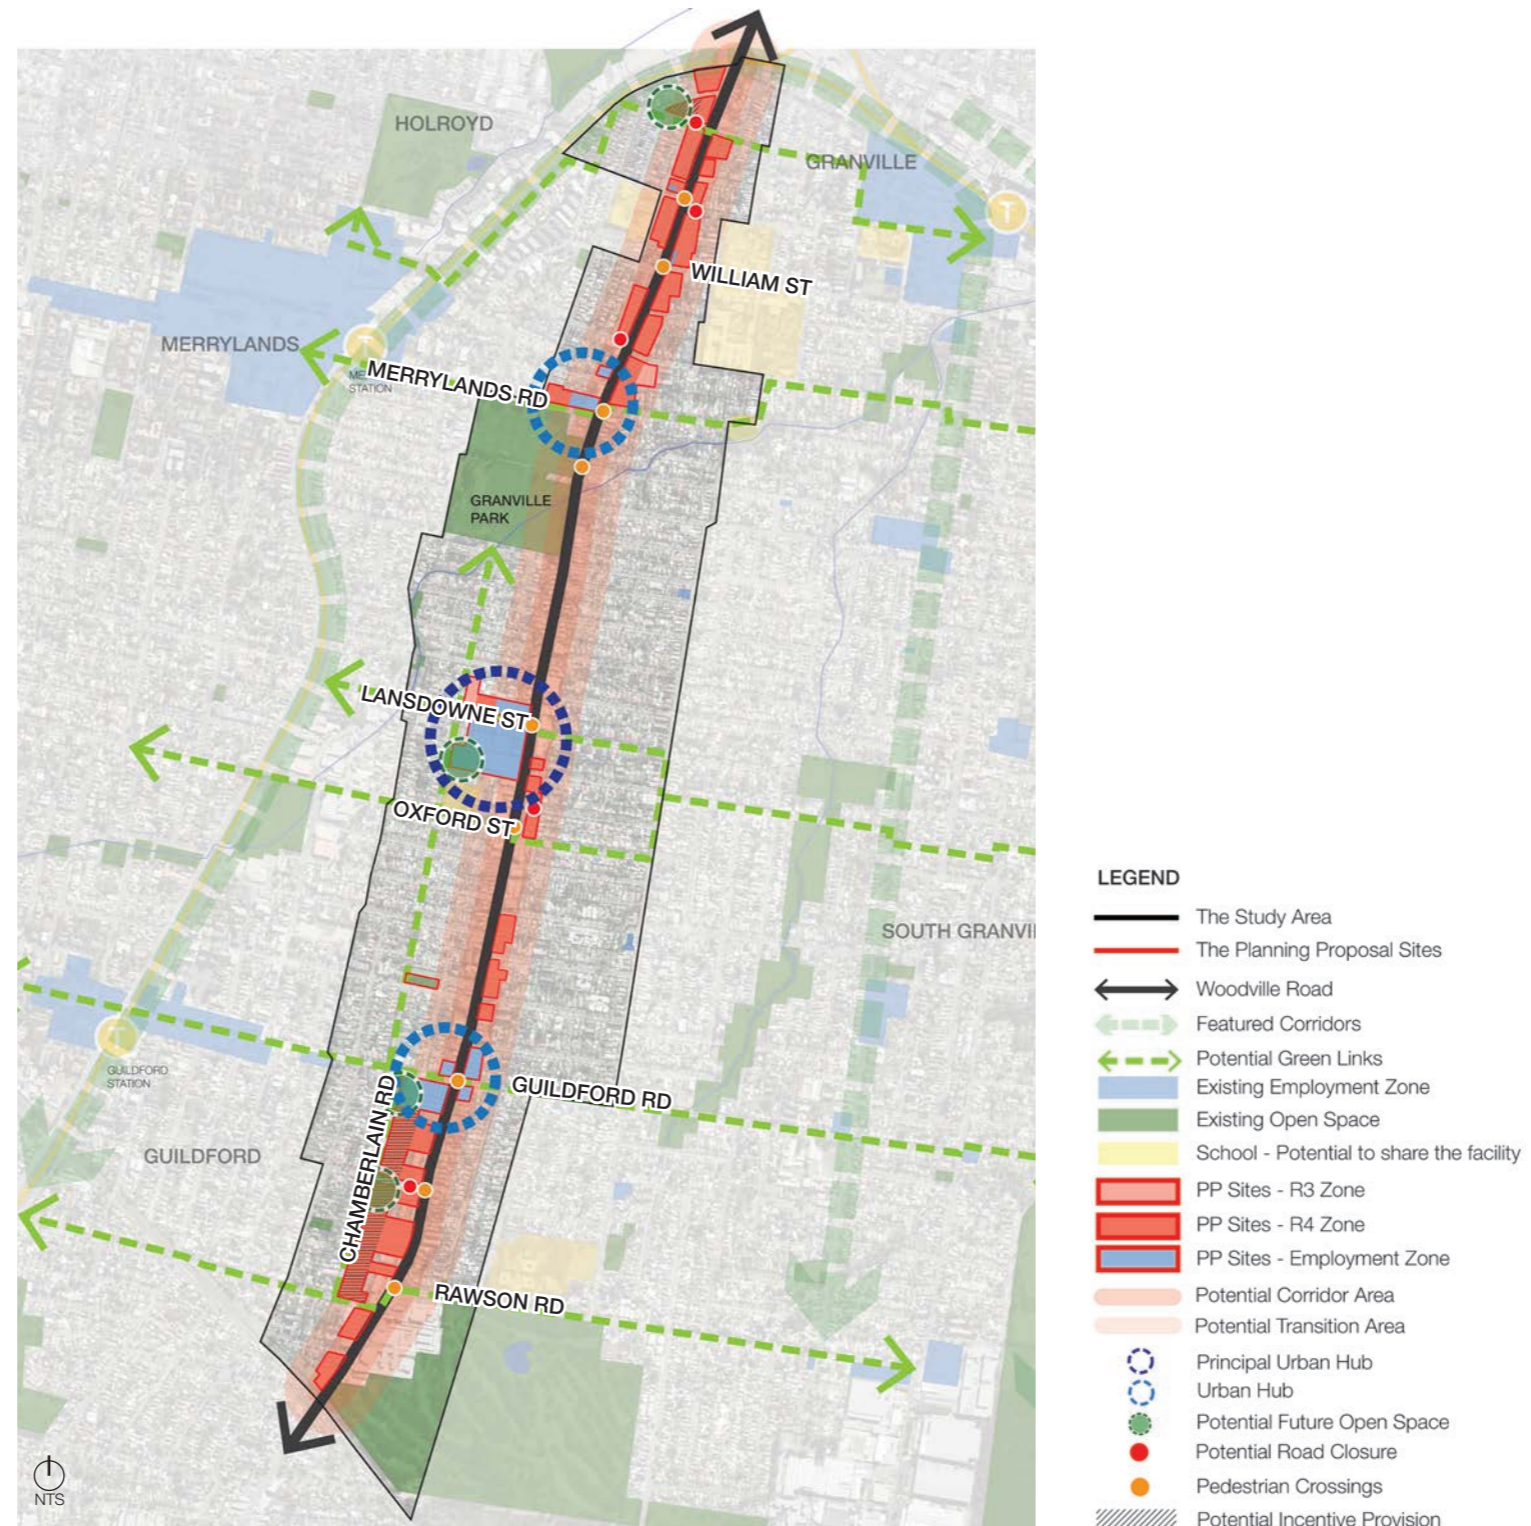 HOLROYD
GRANVILLE
T
WILLIAM ST
MERRYLANDS
T
STATION
MERRYLANDS RD
GRANVILLE
PARK
LANSDOWNE ST
OXFORD ST
SOUTH GRANVI
T
GUILDFORD
STATION
GUILDFORD RD
CHAMBERLAIN RD
GUILDFORD
RAWSON RD
NTS
LEGEND
The Study Area
The Planning Proposal Sites
Woodville Road
Featured Corridors
Potential Green Links
Existing Employment Zone
Existing Open Space
School - Potential to share the facility
PP Sites - R3 Zone
PP Sites - R4 Zone
PP Sites - Employment Zone
Potential Corridor Area
Potential Transition Area
Principal Urban Hub
Urban Hub
Potential Future Open Space
Potential Road Closure
Pedestrian Crossings
Potential Incentive Provision